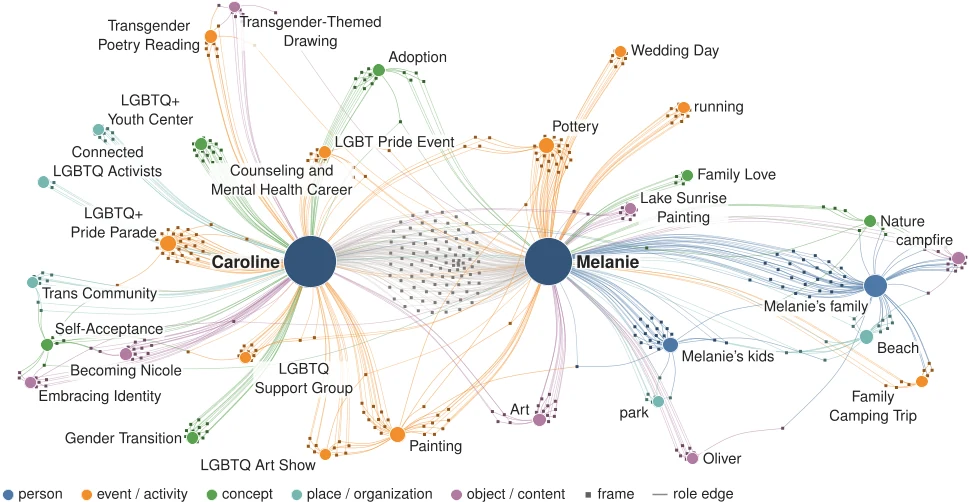 Transgender-Themed
Drawing
Transgender
Poetry Reading
Adoption
Wedding Day
LGBTQ+
Youth Center
running
Pottery
LGBT Pride Event
Connected
LGBTQ Activists
Counseling and
Mental Health Career
Family Love
Lake Sunrise
Painting
LGBTQ+
Pride Parade
Nature
campfire
Caroline
Melanie
Trans Community
Melanie's family
Self-Acceptance
Beach
Becoming Nicole
LGBTQ
Support Group
Melanie's kids
Embracing Identity
Family
Camping Trip
Art
park
Gender Transition
Painting
LGBTQ Art Show
Oliver
person
event / activity
concept
place / organization
object / content
frame
role edge